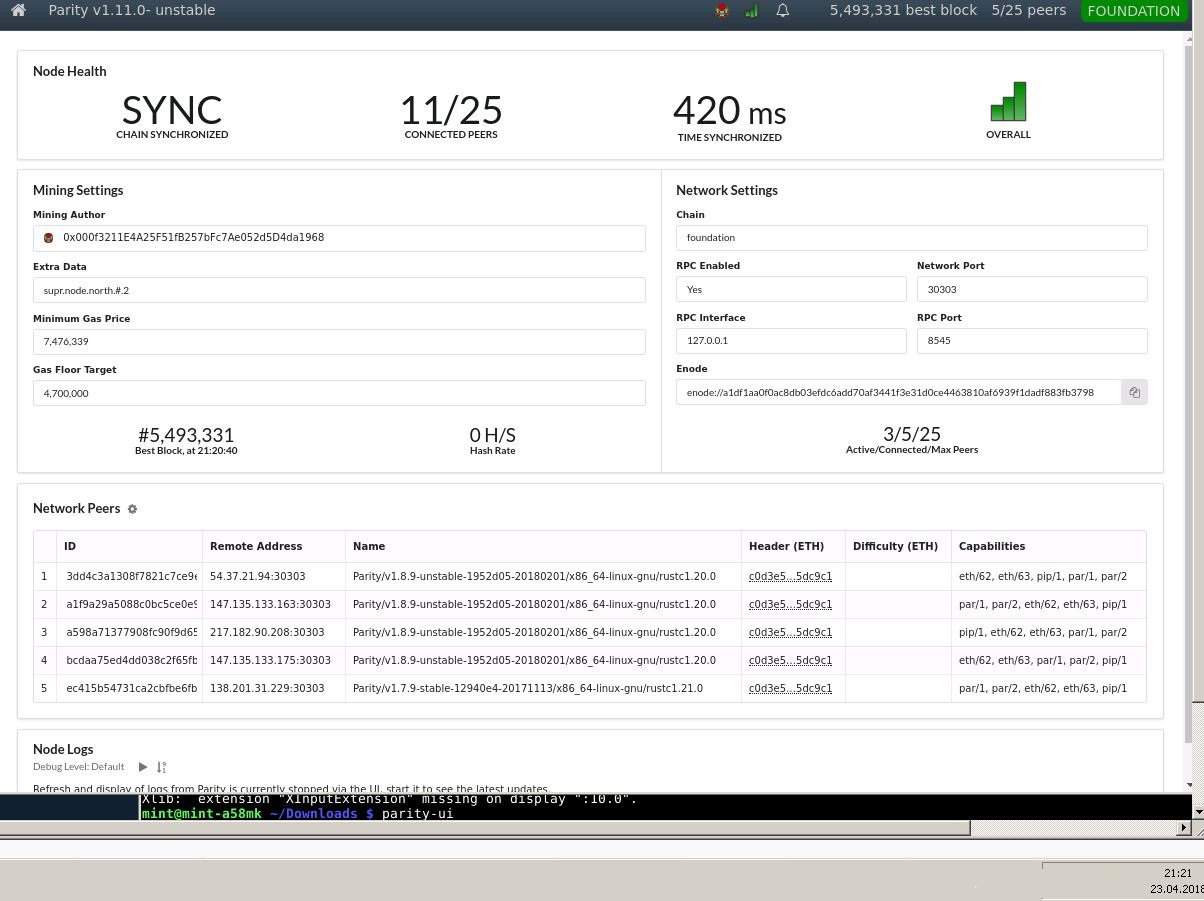 Parity v1.11.0- unstable 5,493,331 best block 5/25 peers FOUNDATION
Node Health
SYNC 11/25 420 ms
CHAIN SYNCHRONIZED CONNECTED PEERS TIME SYNCHRONIZED OVERALL
Mining Settings
Mining Author
0x000f3211E4A25F51fB257bFc7Ae052d5D4da1968
Extra Data
supr.node.north.#.2
Minimum Gas Price
7,476,339
Gas Floor Target
4,700,000
#5,493,331 0 H/S
Best Block, at 21:20:40 Hash Rate
Network Settings
Chain
foundation
RPC Enabled Network Port
Yes 30303
RPC Interface RPC Port
127.0.0.1 8545
Enode
enode://a1df1aa0f0ac8db03efdc6add70af3441f3e31d0ce4463810af6939f1dadf883fb3798
3/5/25
Active/Connected/Max Peers
Network Peers
ID Remote Address Name Header (ETH) Difficulty (ETH) Capabilities
1 3dd4c3a1308f7821c7ce9e 54.37.21.94:30303 Parity/v1.8.9-unstable-1952d05-20180201/x86_64-linux-gnu/rustc1.20.0 c0d3e5...5dc9c1 eth/62, eth/63, pip/1, par/1, par/2
2 a1f9a29a5088c0bc5ce0e9 147.135.133.163:30303 Parity/v1.8.9-unstable-1952d05-20180201/x86_64-linux-gnu/rustc1.20.0 c0d3e5...5dc9c1 par/1, par/2, eth/62, eth/63, pip/1
3 a598a71377908fc90f9d65 217.182.90.208:30303 Parity/v1.8.9-unstable-1952d05-20180201/x86_64-linux-gnu/rustc1.20.0 c0d3e5...5dc9c1 pip/1, eth/62, eth/63, par/1, par/2
4 bcdaa75ed4dd038c2f65fb 147.135.133.175:30303 Parity/v1.8.9-unstable-1952d05-20180201/x86_64-linux-gnu/rustc1.20.0 c0d3e5...5dc9c1 eth/62, eth/63, par/1, par/2, pip/1
5 ec415b54731ca2cbfbe6fb 138.201.31.229:30303 Parity/v1.7.9-stable-12940e4-20171113/x86_64-linux-gnu/rustc1.21.0 c0d3e5...5dc9c1 par/1, par/2, eth/62, eth/63, pip/1
Node Logs
Debug Level: Default
Refresh and display of logs from Parity is currently stopped via the UI, start it to see the latest updates.
Xlib: extension "XInputExtension" missing on display ":10.0".
mint@mint-a58mk ~/Downloads $ parity-ui
21:21
23.04.2018